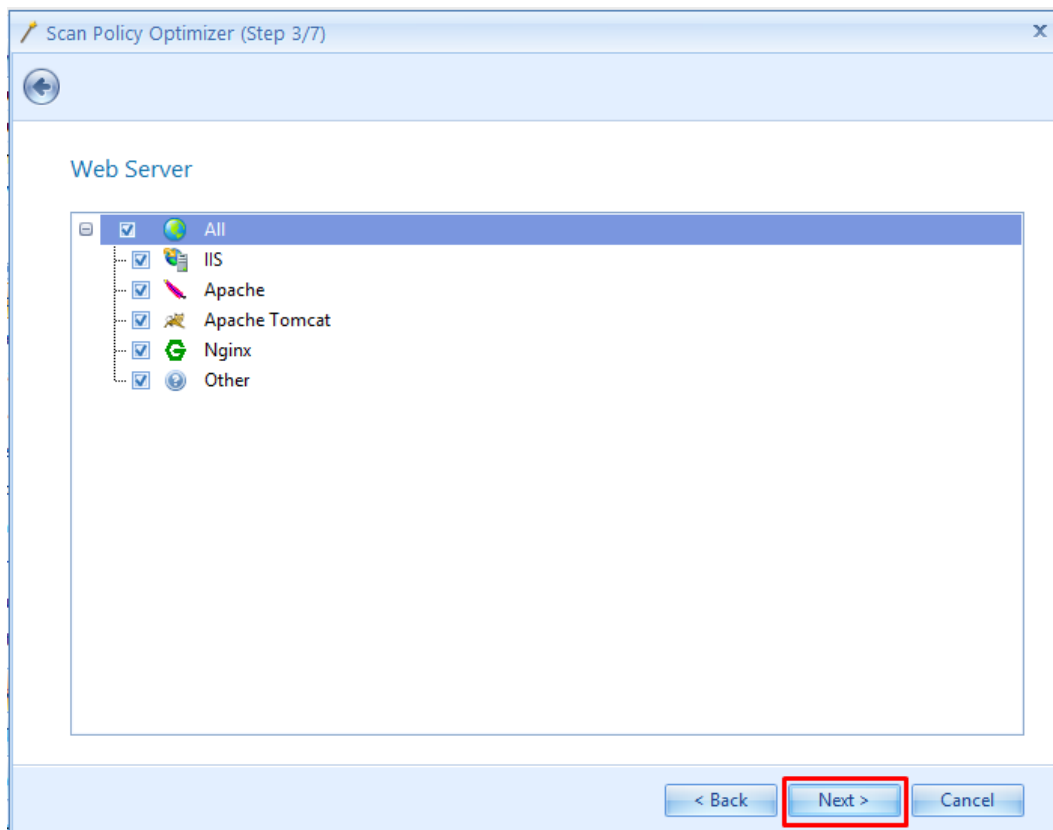 Scan Policy Optimizer (Step 3/7)
Web Server
All
IIS
Apache
Apache Tomcat
Nginx
Other
< Back Next > Cancel